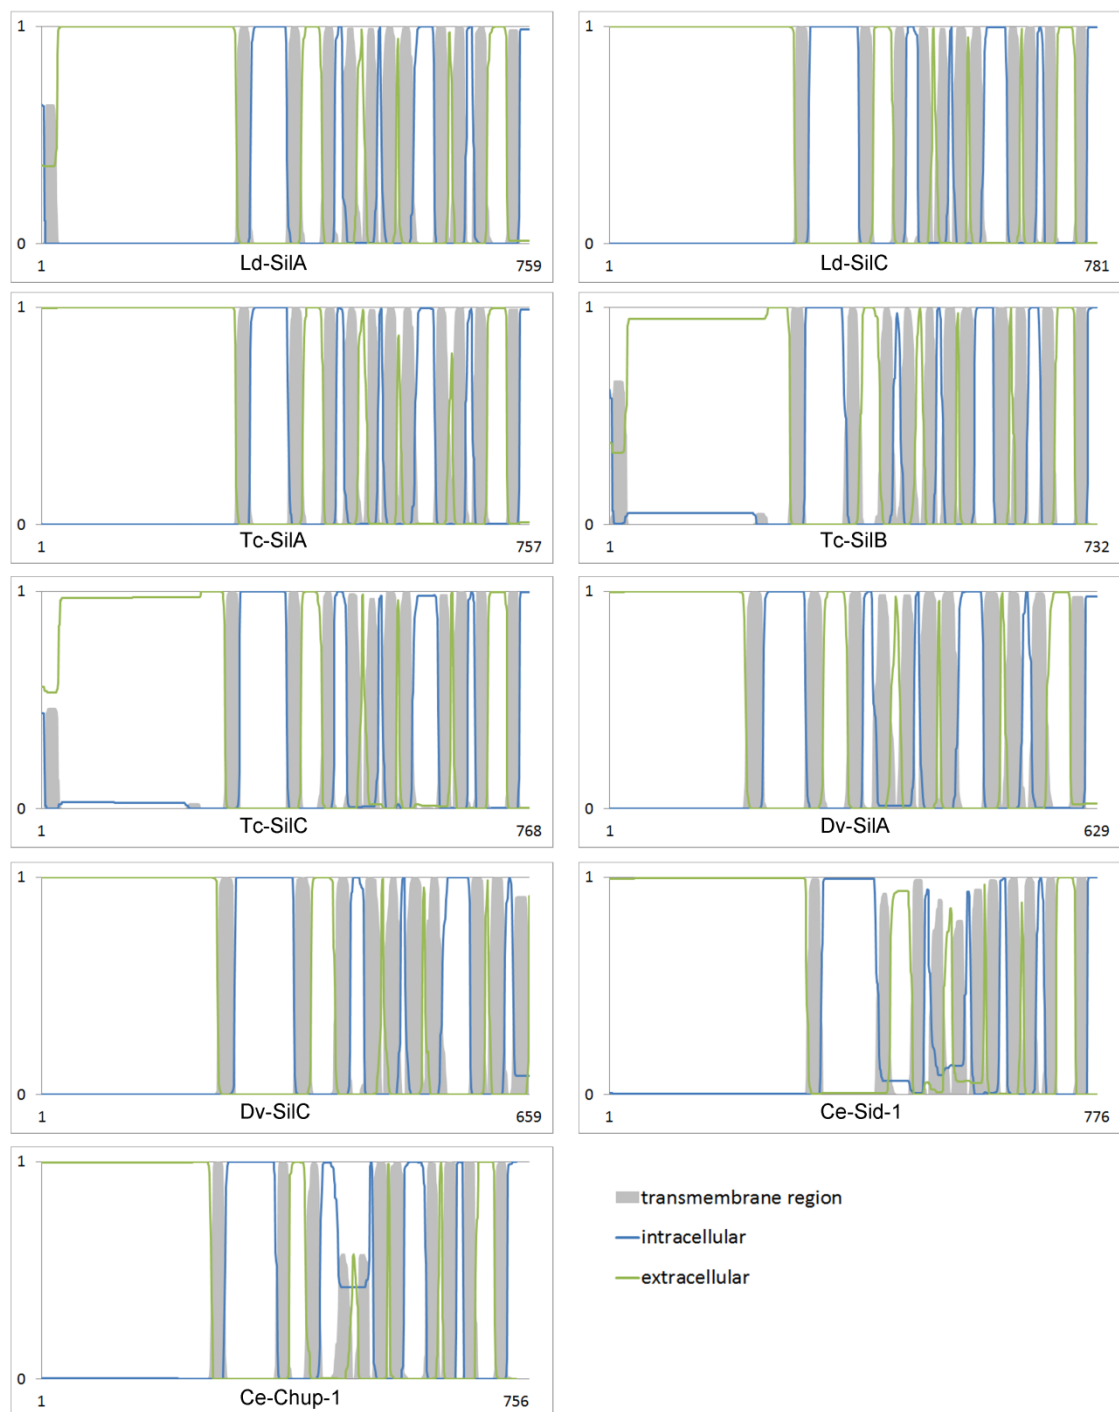 1 1
0 0
1 Ld-SilA 759 1 Ld-SilC 781
1 1
0 0
1 Tc-SilA 757 1 Tc-SilB 732
1 1
0 0
1 Tc-SilC 768 1 Dv-SilA 629
1 1
0 0
1 Dv-SilC 659 1 Ce-Sid-1 776
1
transmembrane region
intracellular
extracellular
0
1 Ce-Chup-1 756